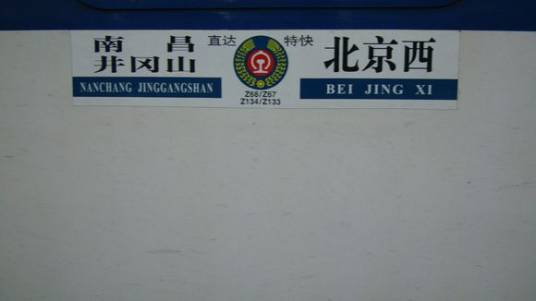 南昌
井冈山
NANCHANG JINGGANGSHAN
直达 特快
Z66/Z67
Z134/Z133
北京西
BEI JING XI